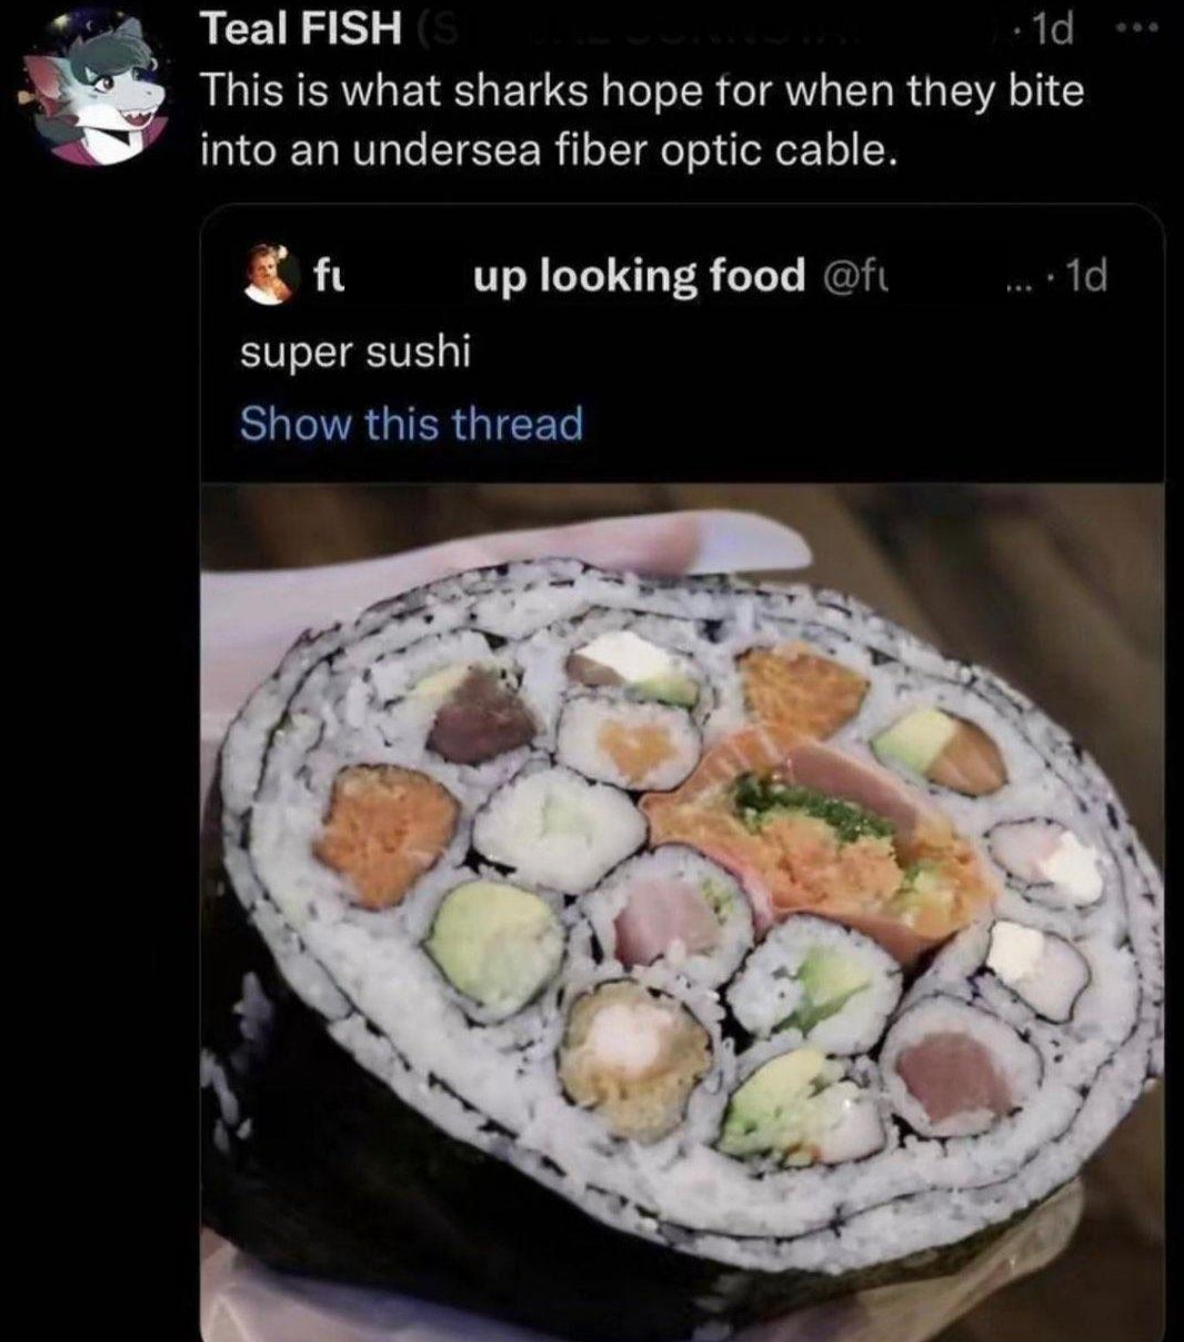 Teal FISH (S · 1d ...
This is what sharks hope for when they bite
into an undersea fiber optic cable.
up looking food ... · 1d
super sushi
Show this thread